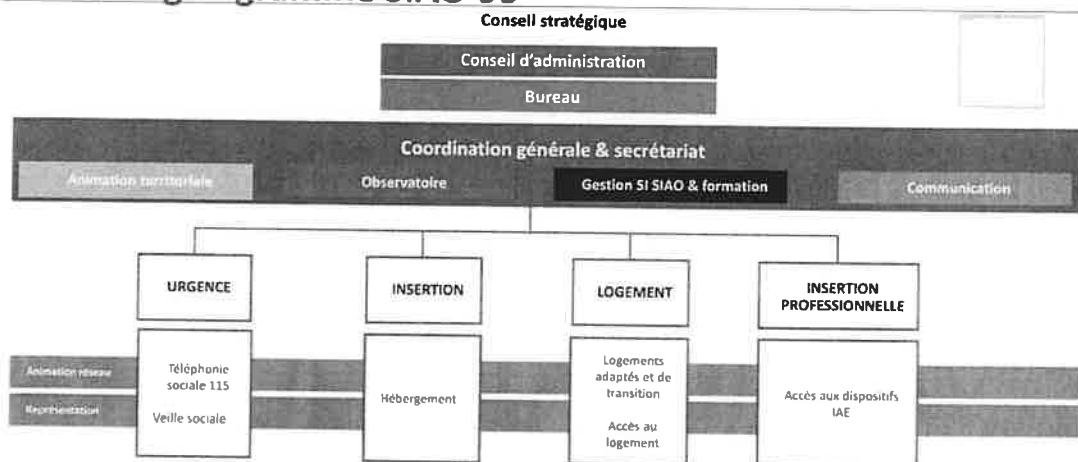 Conseil stratégique
Conseil d'administration
Bureau
Coordination générale & secrétariat
Animation territoriale
Observatoire
Gestion SI SIAO & formation
Communication
URGENCE
INSERTION
LOGEMENT
INSERTION
PROFESSIONNELLE
Animation réseau
Représentation
Téléphonie
sociale 115
Veille sociale
Hébergement
Logements
adaptés et de
transition
Accès au
logement
Accès aux dispositifs
IAE